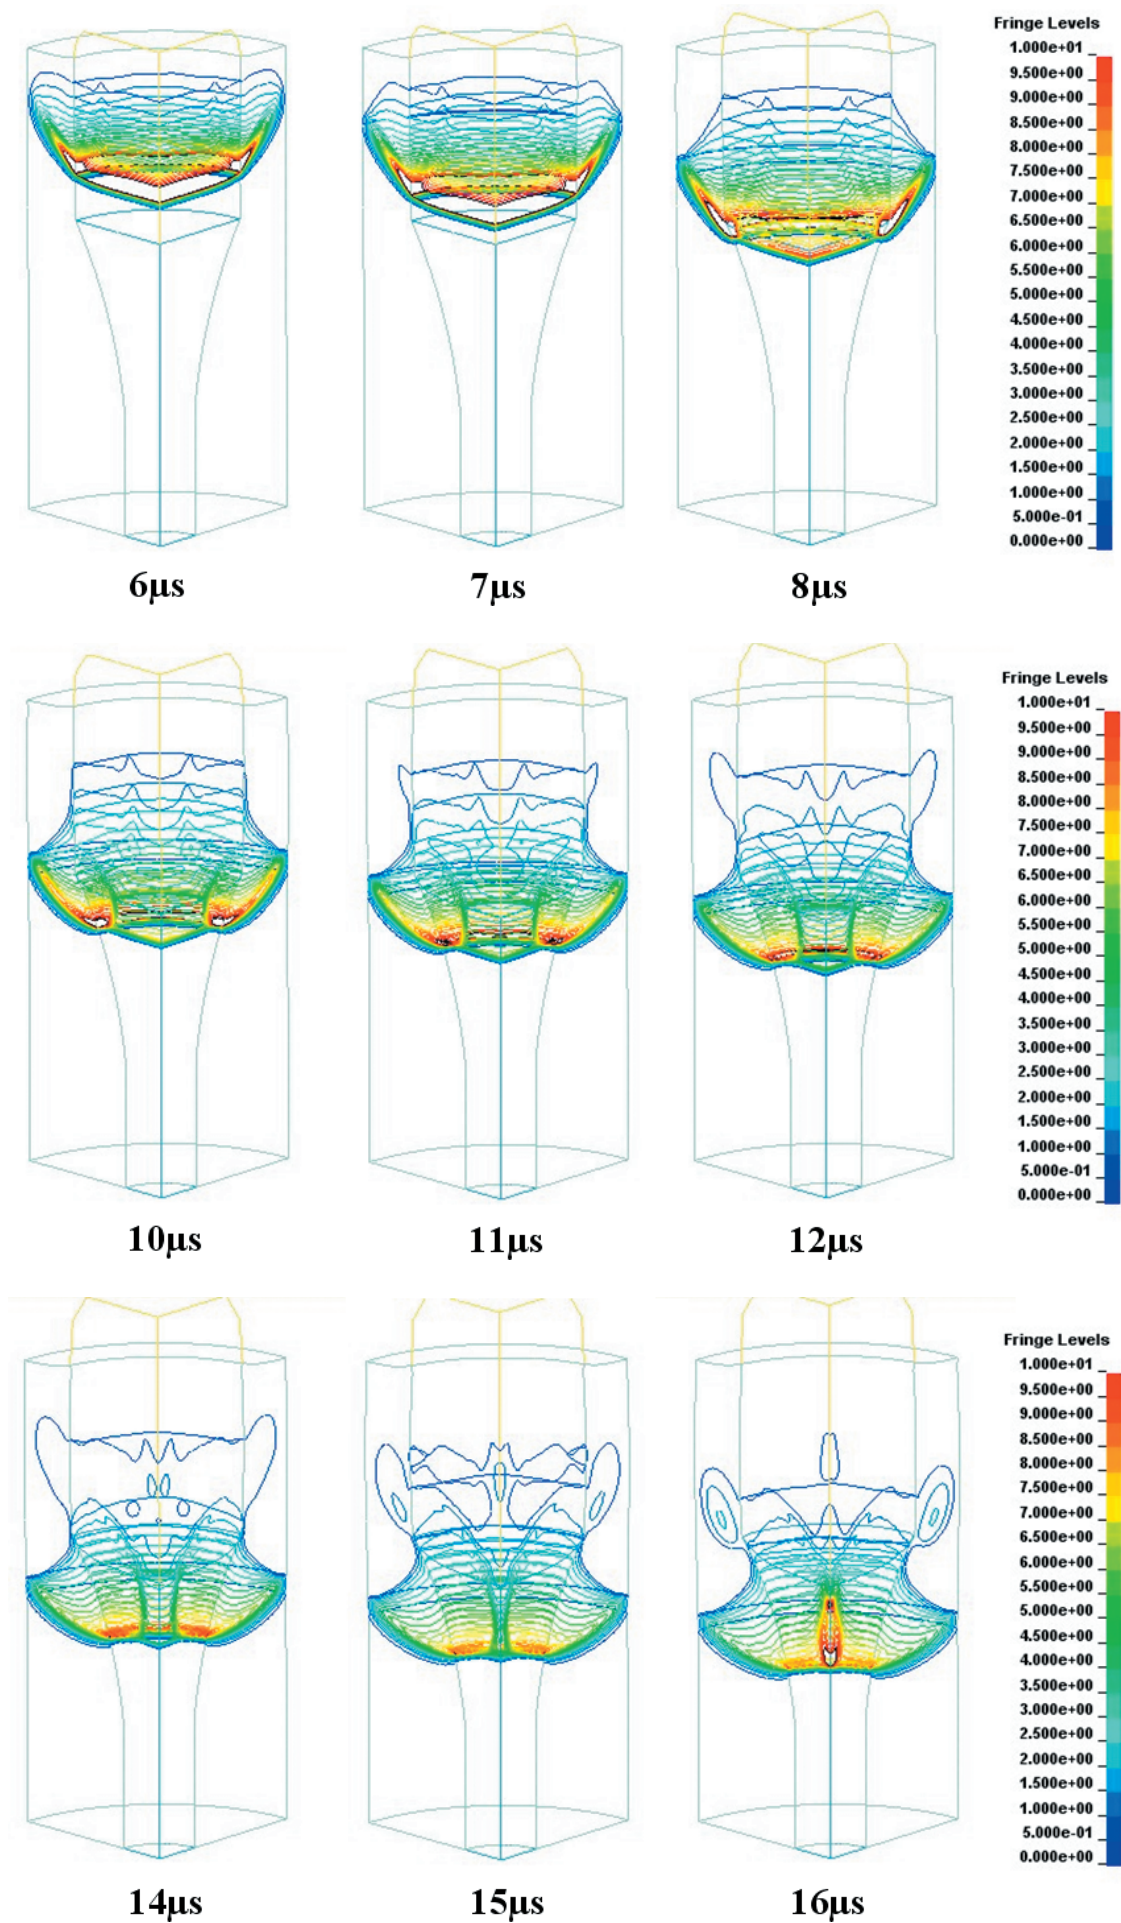 Fringe Levels
1.000e+01
9.500e+00
9.000e+00
8.500e+00
8.000e+00
7.500e+00
7.000e+00
6.500e+00
6.000e+00
5.500e+00
5.000e+00
4.500e+00
4.000e+00
3.500e+00
3.000e+00
2.500e+00
2.000e+00
1.500e+00
1.000e+00
5.000e-01
0.000e+00
6μs
7μs
8μs
Fringe Levels
1.000e+01
9.500e+00
9.000e+00
8.500e+00
8.000e+00
7.500e+00
7.000e+00
6.500e+00
6.000e+00
5.500e+00
5.000e+00
4.500e+00
4.000e+00
3.500e+00
3.000e+00
2.500e+00
2.000e+00
1.500e+00
1.000e+00
5.000e-01
0.000e+00
10μs
11μs
12μs
Fringe Levels
1.000e+01
9.500e+00
9.000e+00
8.500e+00
8.000e+00
7.500e+00
7.000e+00
6.500e+00
6.000e+00
5.500e+00
5.000e+00
4.500e+00
4.000e+00
3.500e+00
3.000e+00
2.500e+00
2.000e+00
1.500e+00
1.000e+00
5.000e-01
0.000e+00
14μs
15μs
16μs